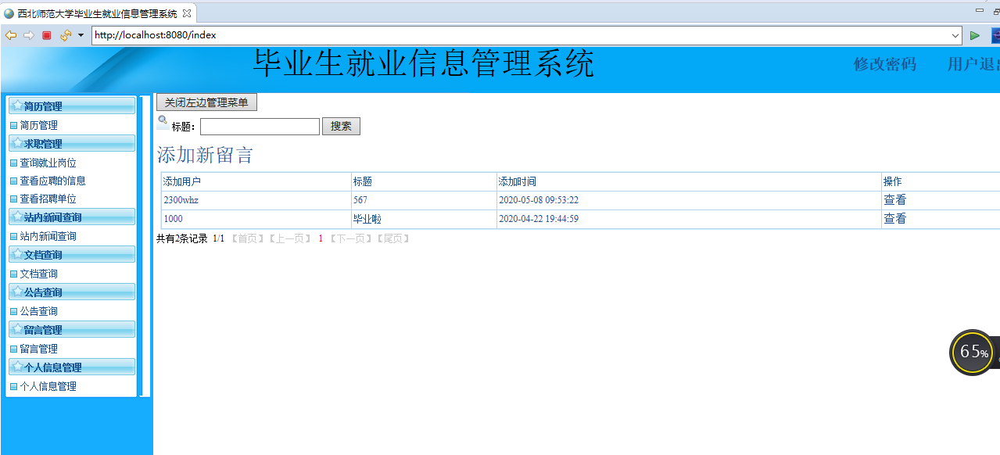 西北师范大学毕业生就业信息管理系统
http://localhost:8080/index
毕业生就业信息管理系统
修改密码 用户退出
简历管理
简历管理
求职管理
查询就业岗位
查看应聘的信息
查看招聘单位
站内新闻查询
站内新闻查询
文档查询
文档查询
公告查询
公告查询
留言管理
留言管理
个人信息管理
个人信息管理
关闭左边管理菜单
标题: 搜索
添加新留言
添加用户 标题 添加时间 操作
2300whz 567 2020-05-08 09:53:22 查看
1000 毕业啦 2020-04-22 19:44:59 查看
共有2条记录 1/1 【首页】【上一页】 1 【下一页】【尾页】
65%